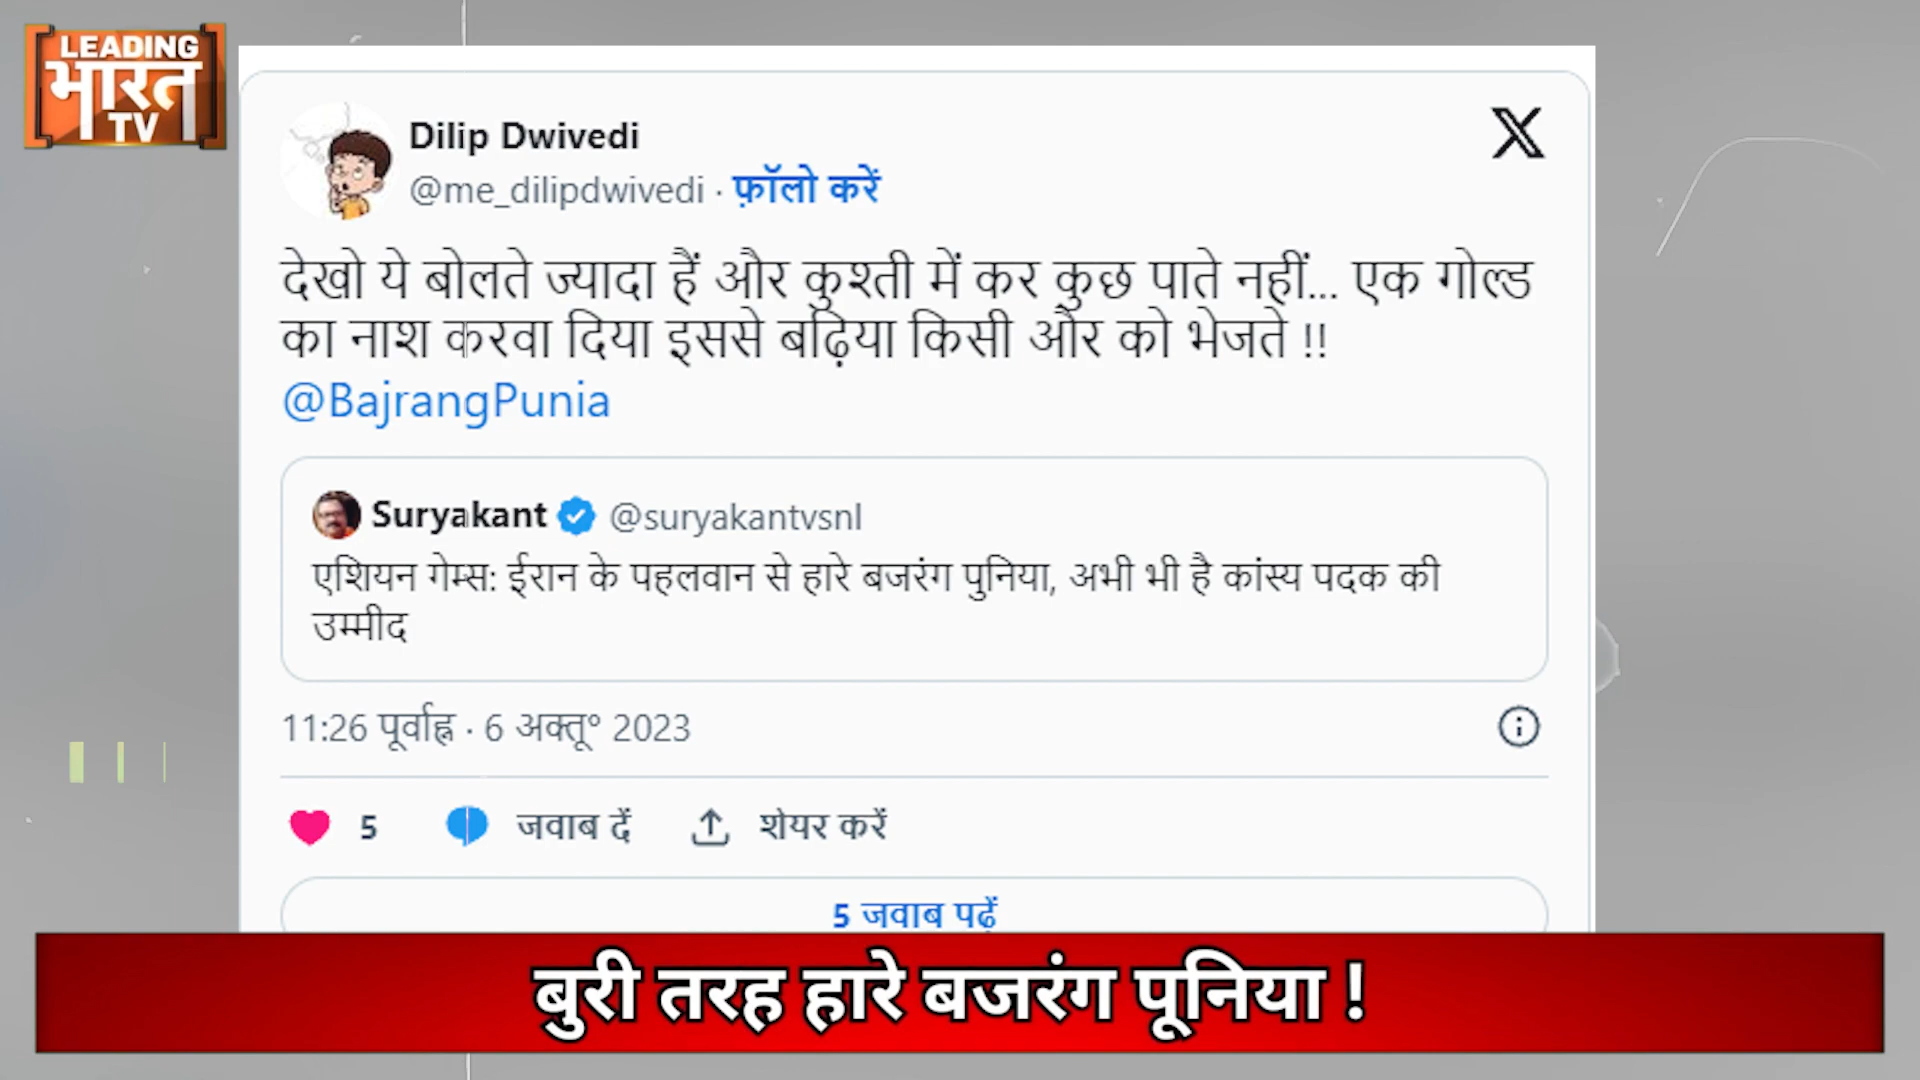 LEADING
भारत
TV
Dilip Dwivedi
@me_dilipdwivedi · फ़ॉलो करें
देखो ये बोलते ज्यादा हैं और कुश्ती में कर कुछ पाते नहीं... एक गोल्ड
का नाश करवा दिया इससे बढ़िया किसी और को भेजते !!
@BajrangPunia
Suryakant @suryakantvsnl
एशियन गेम्स: ईरान के पहलवान से हारे बजरंग पुनिया, अभी भी है कांस्य पदक की
उम्मीद
11:26 पूर्वाह्न · 6 अक्तू॰ 2023
5 जवाब दें शेयर करें
5 जवाब पढ़ें
बुरी तरह हारे बजरंग पूनिया !